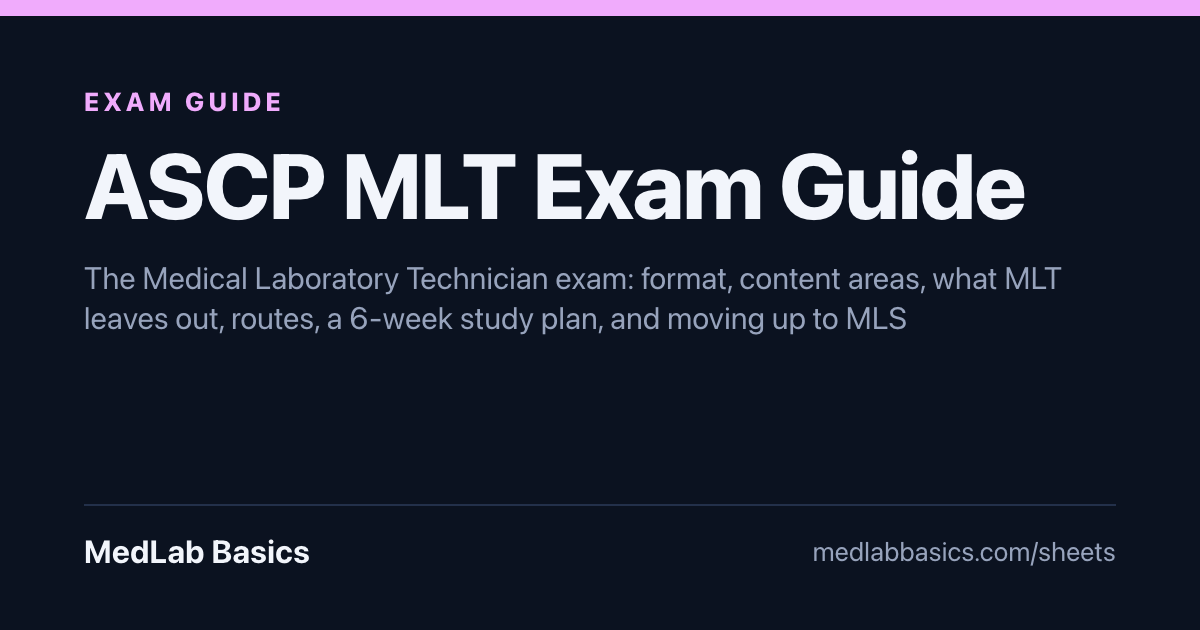 EXAM GUIDE
ASCP MLT Exam Guide
The Medical Laboratory Technician exam: format, content areas, what MLT
leaves out, routes, a 6-week study plan, and moving up to MLS
MedLab Basics
medlabbasics.com/sheets